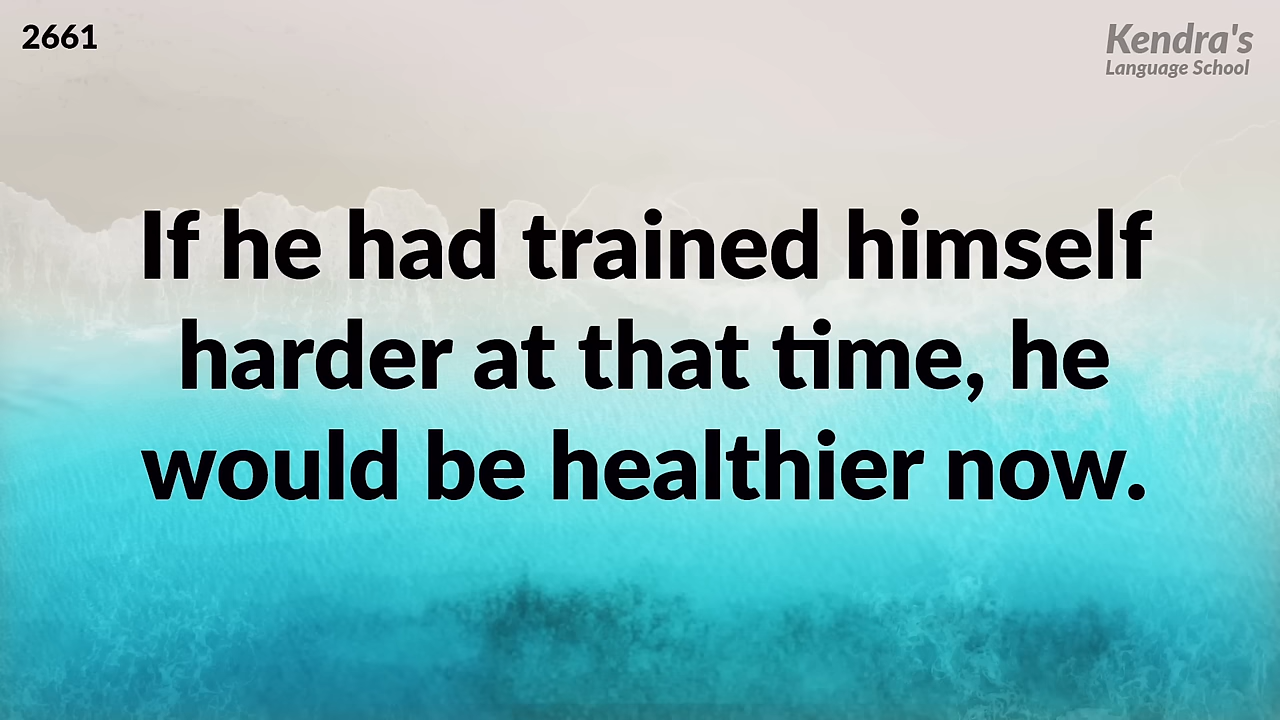 2661
Kendra's
Language School
If he had trained himself
harder at that time, he
would be healthier now.